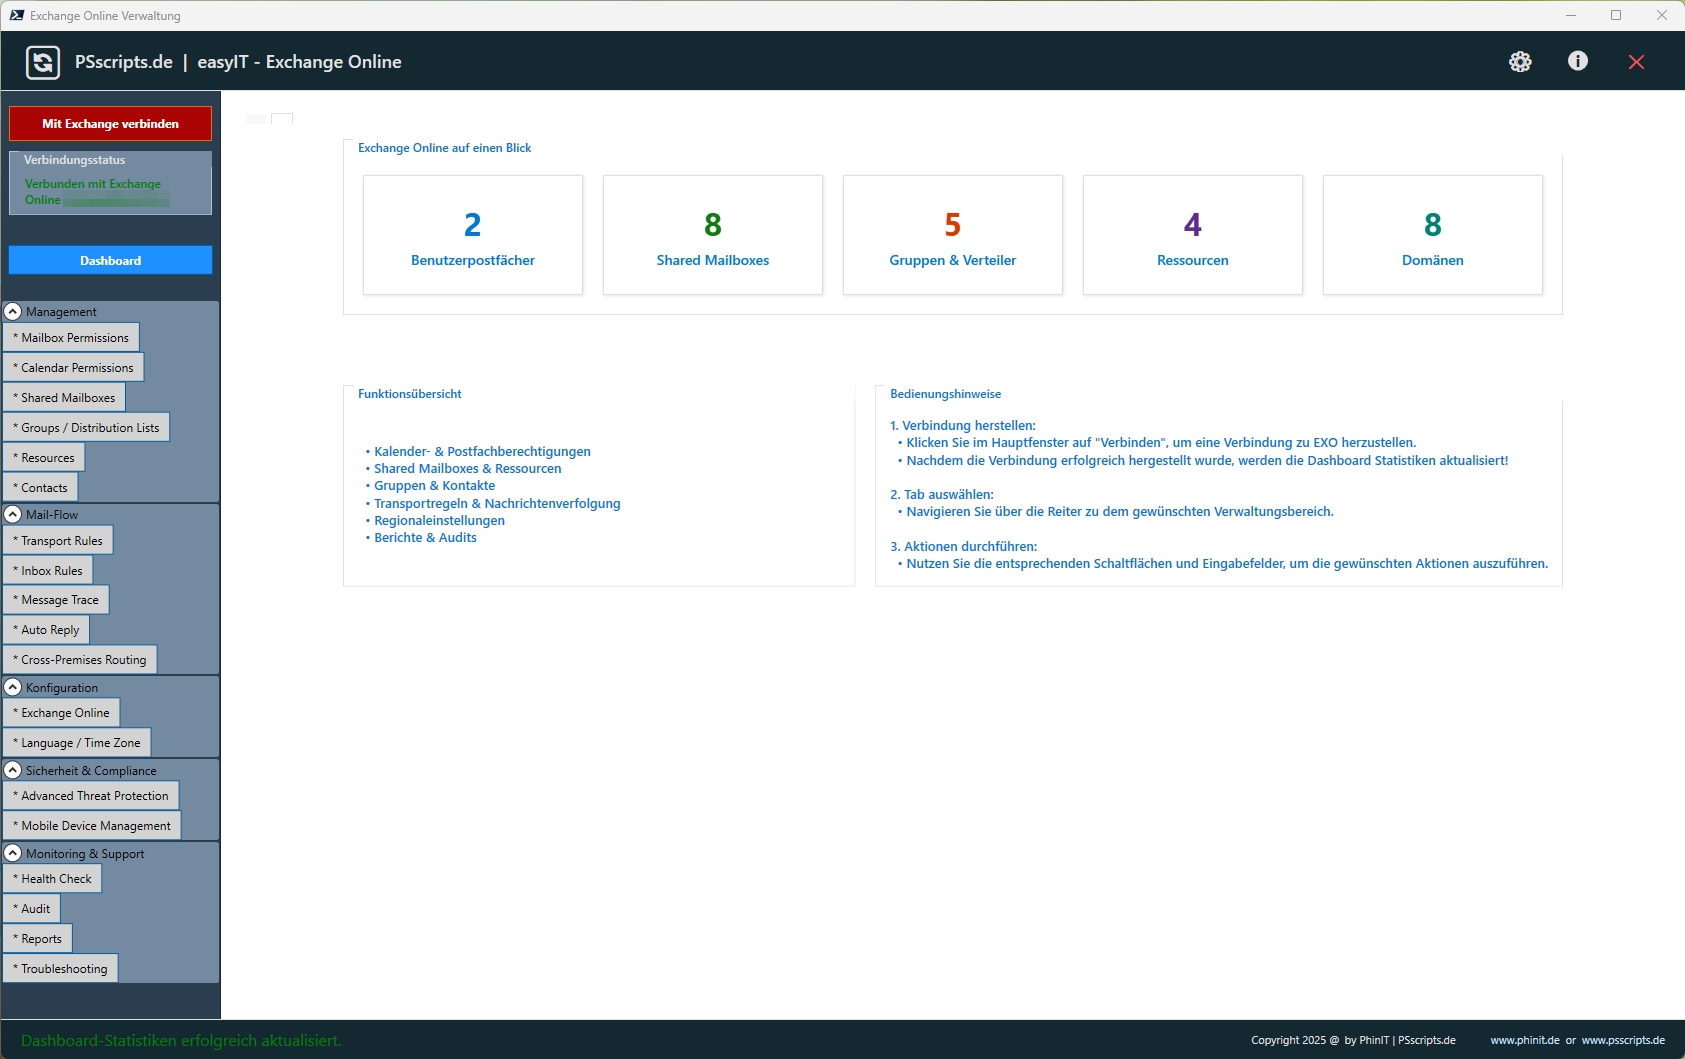 Exchange Online Verwaltung
PSscripts.de | easyIT - Exchange Online
Mit Exchange verbinden
Verbindungsstatus
Verbunden mit Exchange
Online
Dashboard
Management
* Mailbox Permissions
* Calendar Permissions
* Shared Mailboxes
* Groups / Distribution Lists
* Resources
* Contacts
Mail-Flow
* Transport Rules
* Inbox Rules
* Message Trace
* Auto Reply
* Cross-Premises Routing
Konfiguration
* Exchange Online
* Language / Time Zone
Sicherheit & Compliance
* Advanced Threat Protection
* Mobile Device Management
Monitoring & Support
* Health Check
* Audit
* Reports
* Troubleshooting
Exchange Online auf einen Blick
2
Benutzerpostfächer
8
Shared Mailboxes
5
Gruppen & Verteiler
4
Ressourcen
8
Domänen
Funktionsübersicht
• Kalender- & Postfachberechtigungen
• Shared Mailboxes & Ressourcen
• Gruppen & Kontakte
• Transportregeln & Nachrichtenverfolgung
• Regionaleinstellungen
• Berichte & Audits
Bedienungshinweise
1. Verbindung herstellen:
• Klicken Sie im Hauptfenster auf "Verbinden", um eine Verbindung zu EXO herzustellen.
• Nachdem die Verbindung erfolgreich hergestellt wurde, werden die Dashboard Statistiken aktualisiert!
2. Tab auswählen:
• Navigieren Sie über die Reiter zu dem gewünschten Verwaltungsbereich.
3. Aktionen durchführen:
• Nutzen Sie die entsprechenden Schaltflächen und Eingabefelder, um die gewünschten Aktionen auszuführen.
Dashboard-Statistiken erfolgreich aktualisiert.
Copyright 2025 @ by PhinIT | PSscripts.de
www.phinit.de or www.psscripts.de